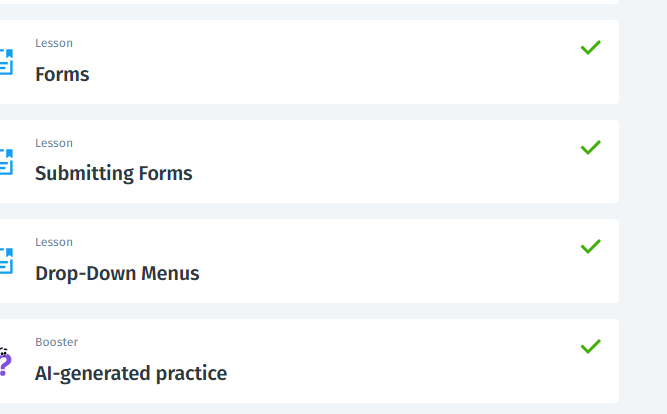 Lesson
Forms
Lesson
Submitting Forms
Lesson
Drop-Down Menus
Booster
AI-generated practice